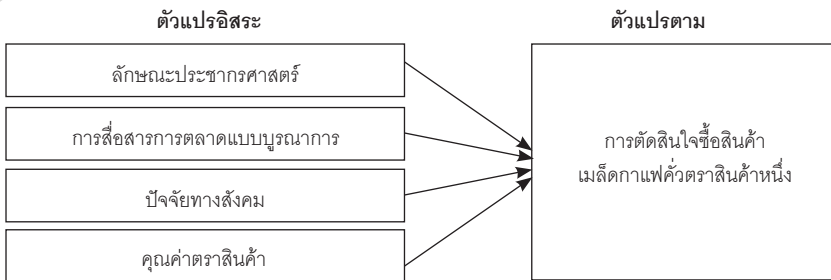 ตัวแปรอิสระ
ตัวแปรตาม
ลักษณะประชากรศาสตร์
การสื่อสารการตลาดแบบบูรณาการ
ปัจจัยทางสังคม
คุณค่าตราสินค้า
การตัดสินใจซื้อสินค้า
เมล็ดกาแฟคั่วตราสินค้าหนึ่ง